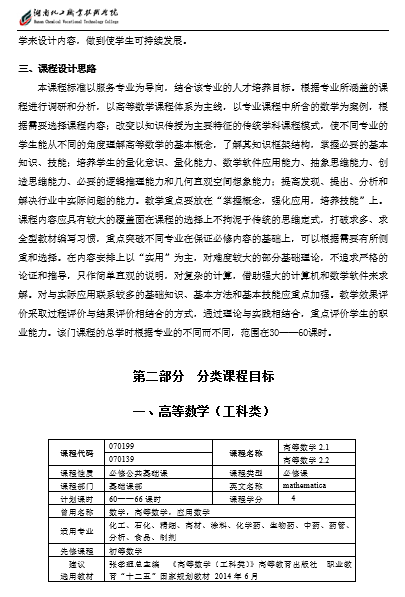 湖南化工职业技术学院
Hunan Chemical Vocational Technology College
学来设计内容，做到使学生可持续发展。
三、课程设计思路
本课程标准以服务专业为导向，结合该专业的人才培养目标。根据专业所涵盖的课
程进行调研和分析，以高等数学课程体系为主线，以专业课程中所含的数学为案例，根
据需要选择课程内容；改变以知识传授为主要特征的传统学科课程模式，使不同专业的
学生能从不同的角度理解高等数学的基本概念，了解其知识框架结构，掌握必要的基本
知识、技能；培养学生的量化意识、量化能力、数学软件应用能力、抽象思维能力、创
造思维能力、必要的逻辑推理能力和几何直观空间想象能力；提高发现、提出、分析和
解决行业中实际问题的能力。教学重点要放在“掌握概念，强化应用，培养技能”上。
课程内容应具有较大的覆盖面在课程的选择上不拘泥于传统的思维定式，打破求多、求
全型教材编写习惯，重点突破不同专业在保证必修内容的基础上，可以根据需要有所侧
重和选择。在内容安排上以“实用”为主，对难度较大的部分基础理论，不追求严格的
论证和推导，只作简单直观的说明，对复杂的计算，借助强大的计算机和数学软件来求
解。对与实际应用联系较多的基础知识、基本方法和基本技能应重点加强。教学效果评
价采取过程评价与结果评价相结合的方式，通过理论与实践相结合，重点评价学生的职
业能力。该门课程的总学时根据专业的不同而不同，范围在30——60课时。
第二部分 分类课程目标
一、高等数学（工科类）
课程代码 070199 课程名称 高等数学 2.1
070139 高等数学 2.2
课程性质 必修公共基础课 课程类型 必修课
课程部门 基础课部 英文名称 mathematica
计划课时 60——66 课时 课程学分 4
曾用名称 数学，高等数学，应用数学
适用专业 化工、石化、精细、高材、涂料、化学药、生物药、中药、药管、
分析、食品、制剂
先修课程 初等数学
建议 张孝理总主编 《高等数学（工科类）》高等教育出版社 职业教
选用教材 育“十二五”国家规划教材 2014 年 6 月